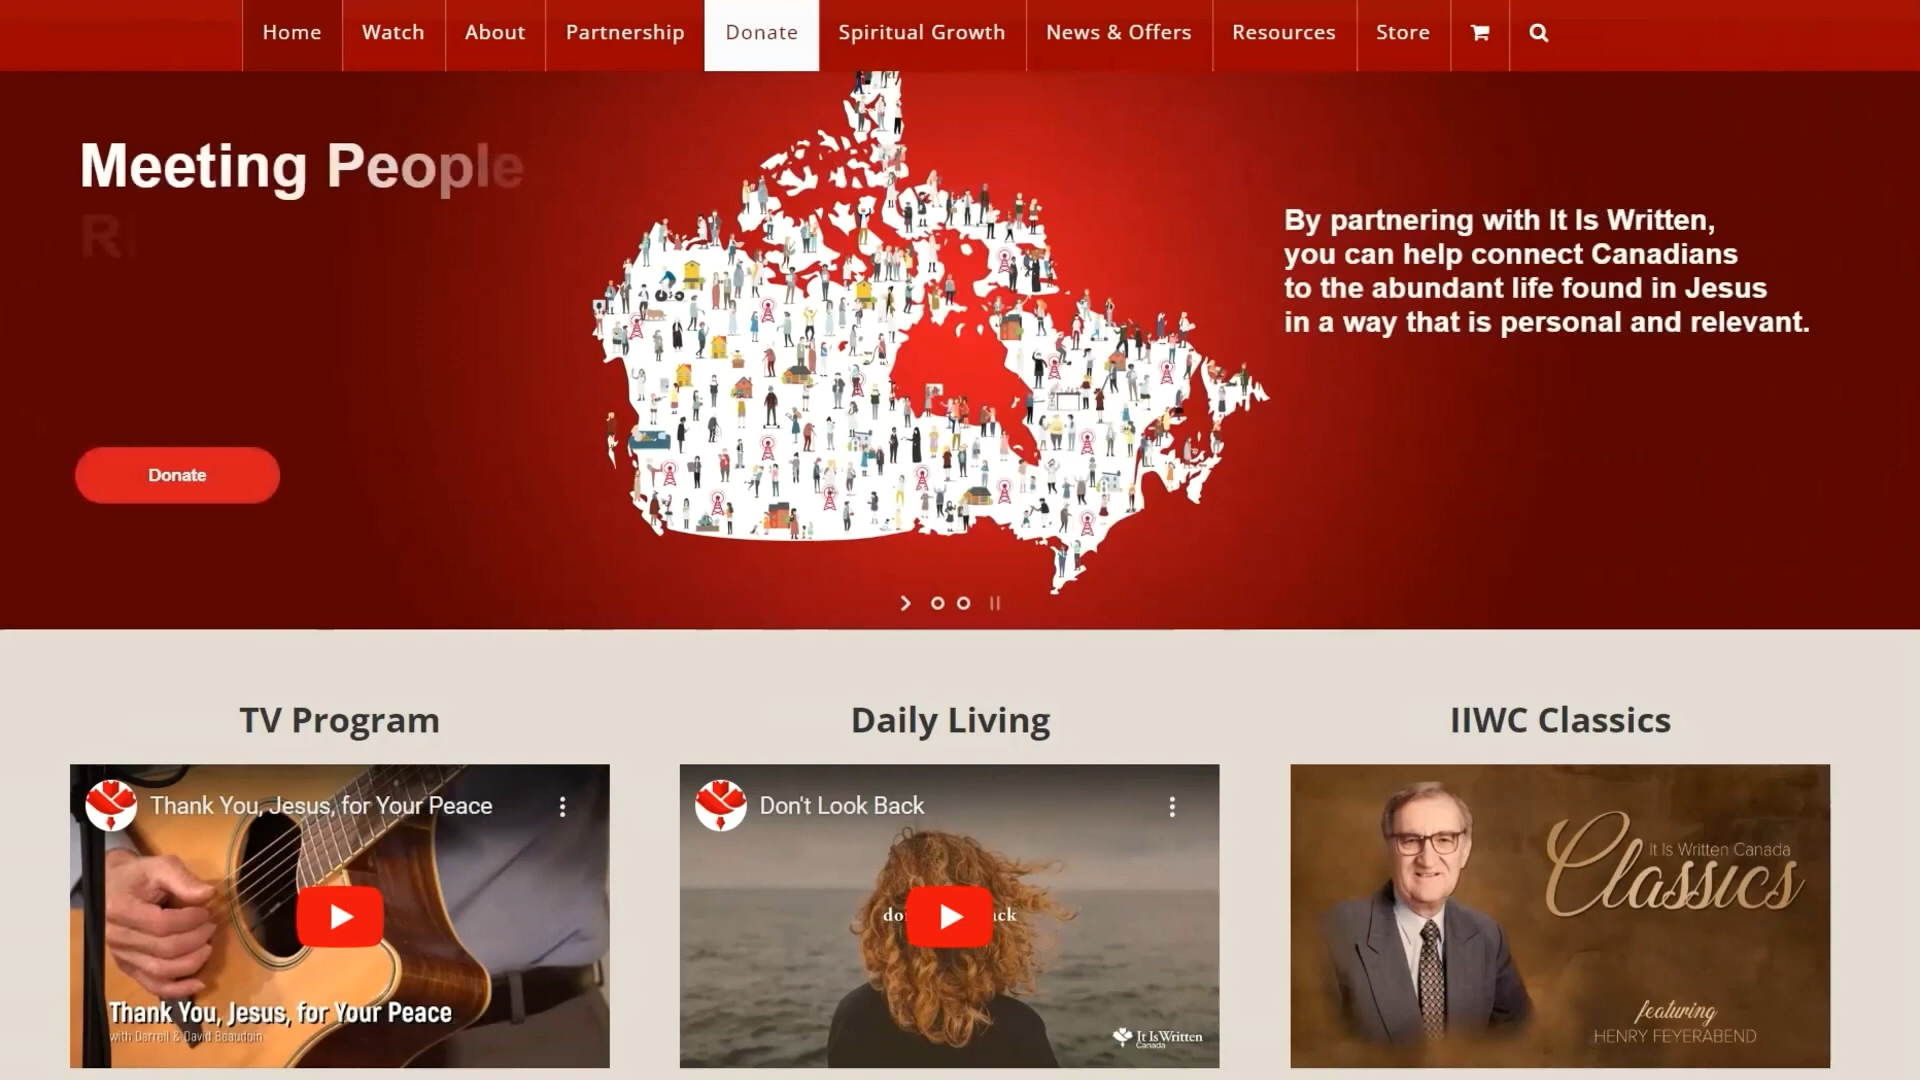 Home Watch About Partnership Donate Spiritual Growth News & Offers Resources Store
Meeting People
By partnering with It Is Written,
you can help connect Canadians
to the abundant life found in Jesus
in a way that is personal and relevant.
Donate
TV Program
Thank You, Jesus, for Your Peace
Thank You, Jesus, for Your Peace
with Darrell & David Beaudoin
Daily Living
Don't Look Back
It Is Written
Canada
IIWC Classics
It Is Written Canada
Classics
featuring
HENRY FEYERABEND